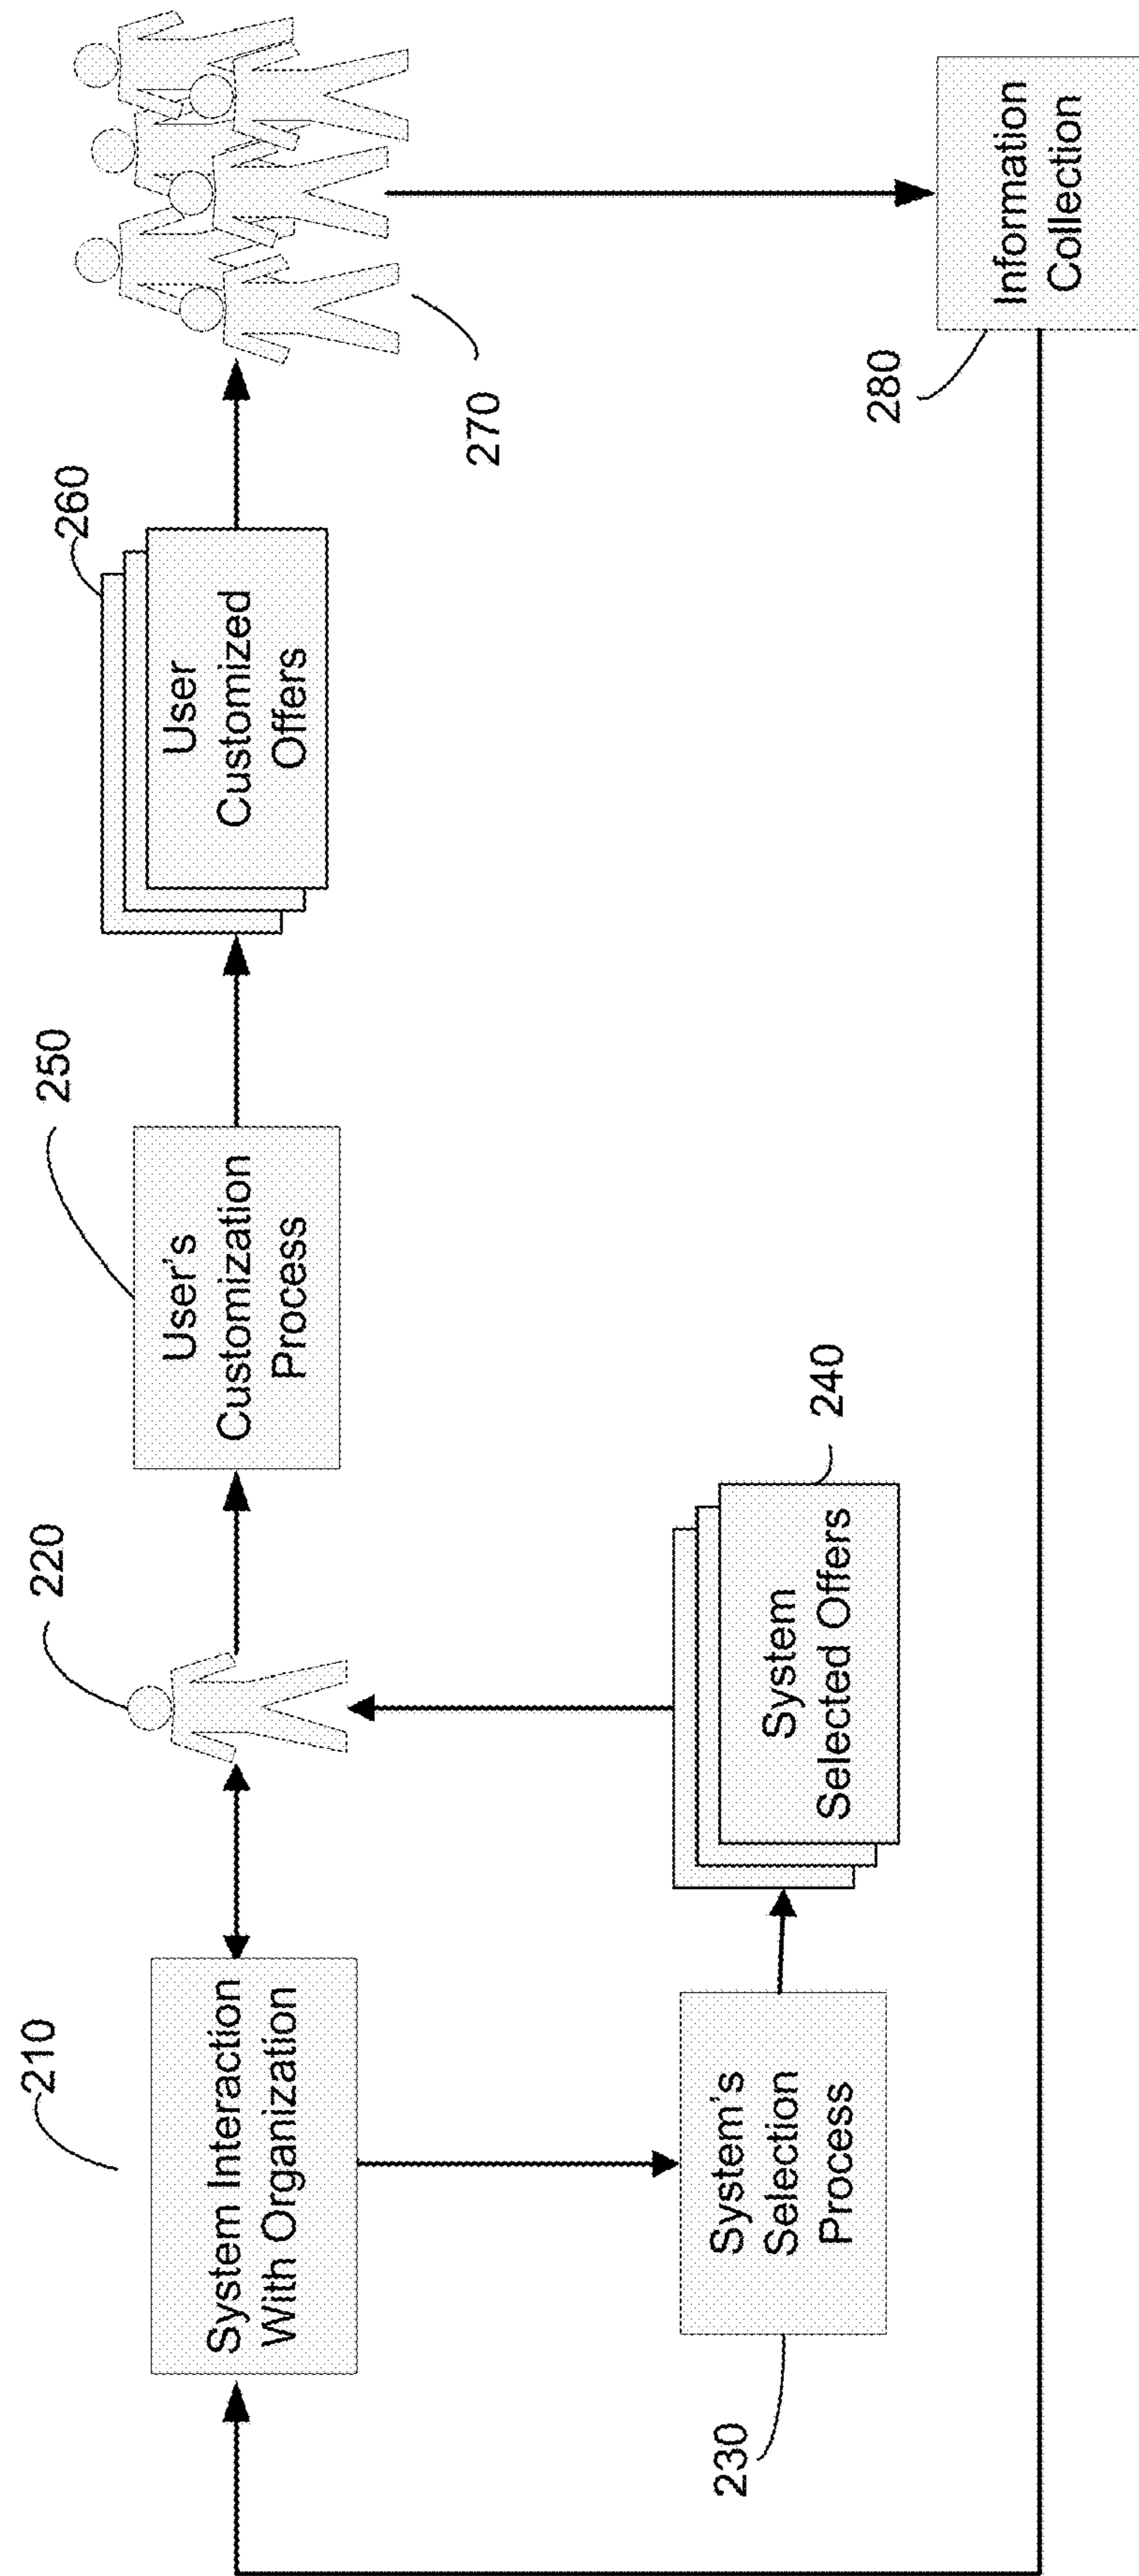 210
System Interaction
With Organization
220
250
User's
Customization
Process
260
User
Customized
Offers
270
230
System's
Selection
Process
System
Selected Offers
240
280
Information
Collection